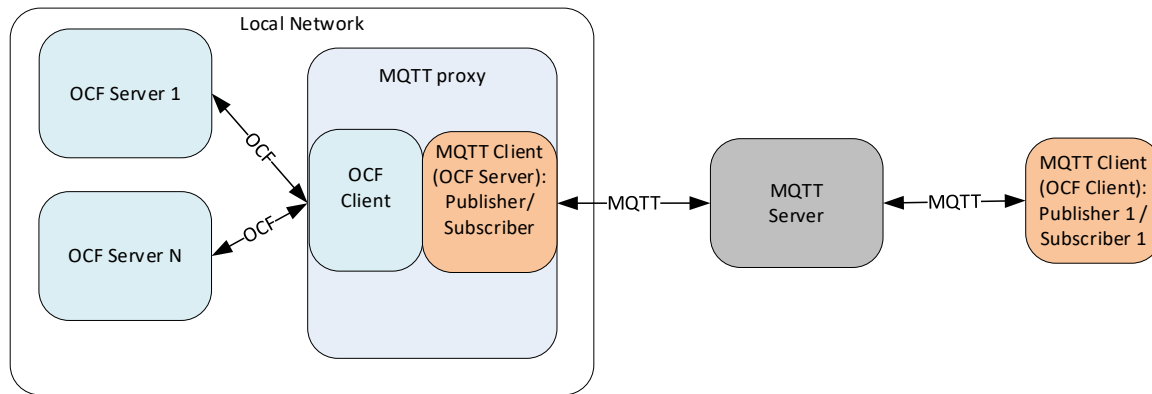 Local Network
OCF Server 1
OCF
OCF Server N
OCF
MQTT proxy
OCF
Client
MQTT Client
(OCF Server):
Publisher/
Subscriber
MQTT
MQTT
Server
MQTT
MQTT Client
(OCF Client):
Publisher 1 /
Subscriber 1